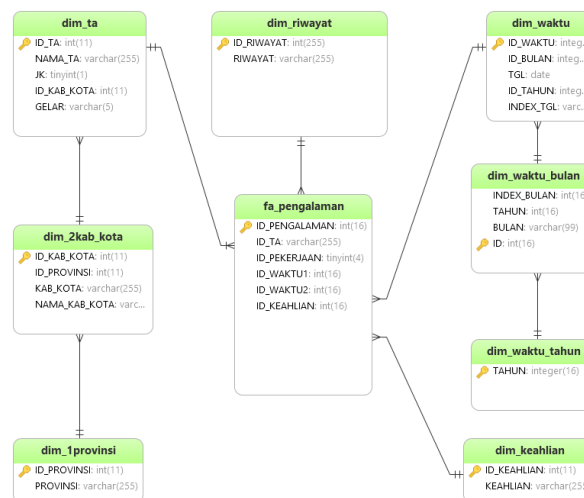 dim_ta
ID_TA: int(11)
NAMA_TA: varchar(255)
JK: tinyint(1)
ID_KAB_KOTA: int(11)
GELAR: varchar(5)
dim_riwayat
ID_RIWAYAT: int(255)
RIWAYAT: varchar(255)
dim_waktu
ID_WAKTU: integ...
ID_BULAN: integ...
TGL: date
ID_TAHUN: integ...
INDEX_TGL: varc...
dim_waktu_bulan
INDEX_BULAN: int(16)
TAHUN: int(16)
BULAN: varchar(99)
ID: int(16)
fa_pengalaman
ID_PENGALAMAN: int(16)
ID_TA: varchar(255)
ID_PEKERJAAN: tinyint(4)
ID_WAKTU1: int(16)
ID_WAKTU2: int(16)
ID_KEAHLIAN: int(16)
dim_2kab_kota
ID_KAB_KOTA: int(11)
ID_PROVINSI: int(11)
KAB_KOTA: varchar(255)
NAMA_KAB_KOTA: varc...
dim_waktu_tahun
TAHUN: integer(16)
dim_1provinsi
ID_PROVINSI: int(11)
PROVINSI: varchar(255)
dim_keahlian
ID_KEAHLIAN: int(11)
KEAHLIAN: varchar(255